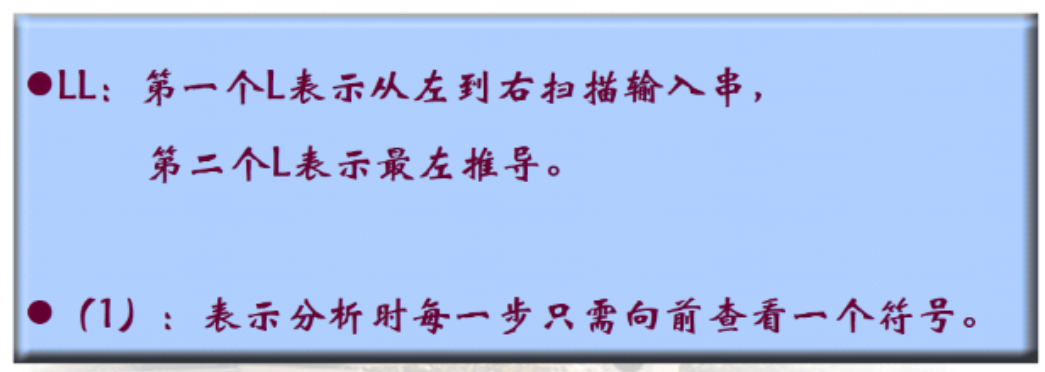 ●LL：第一个L表示从左到右扫描输入串，
第二个L表示最左推导。
●（1）：表示分析时每一步只需向前查看一个符号。